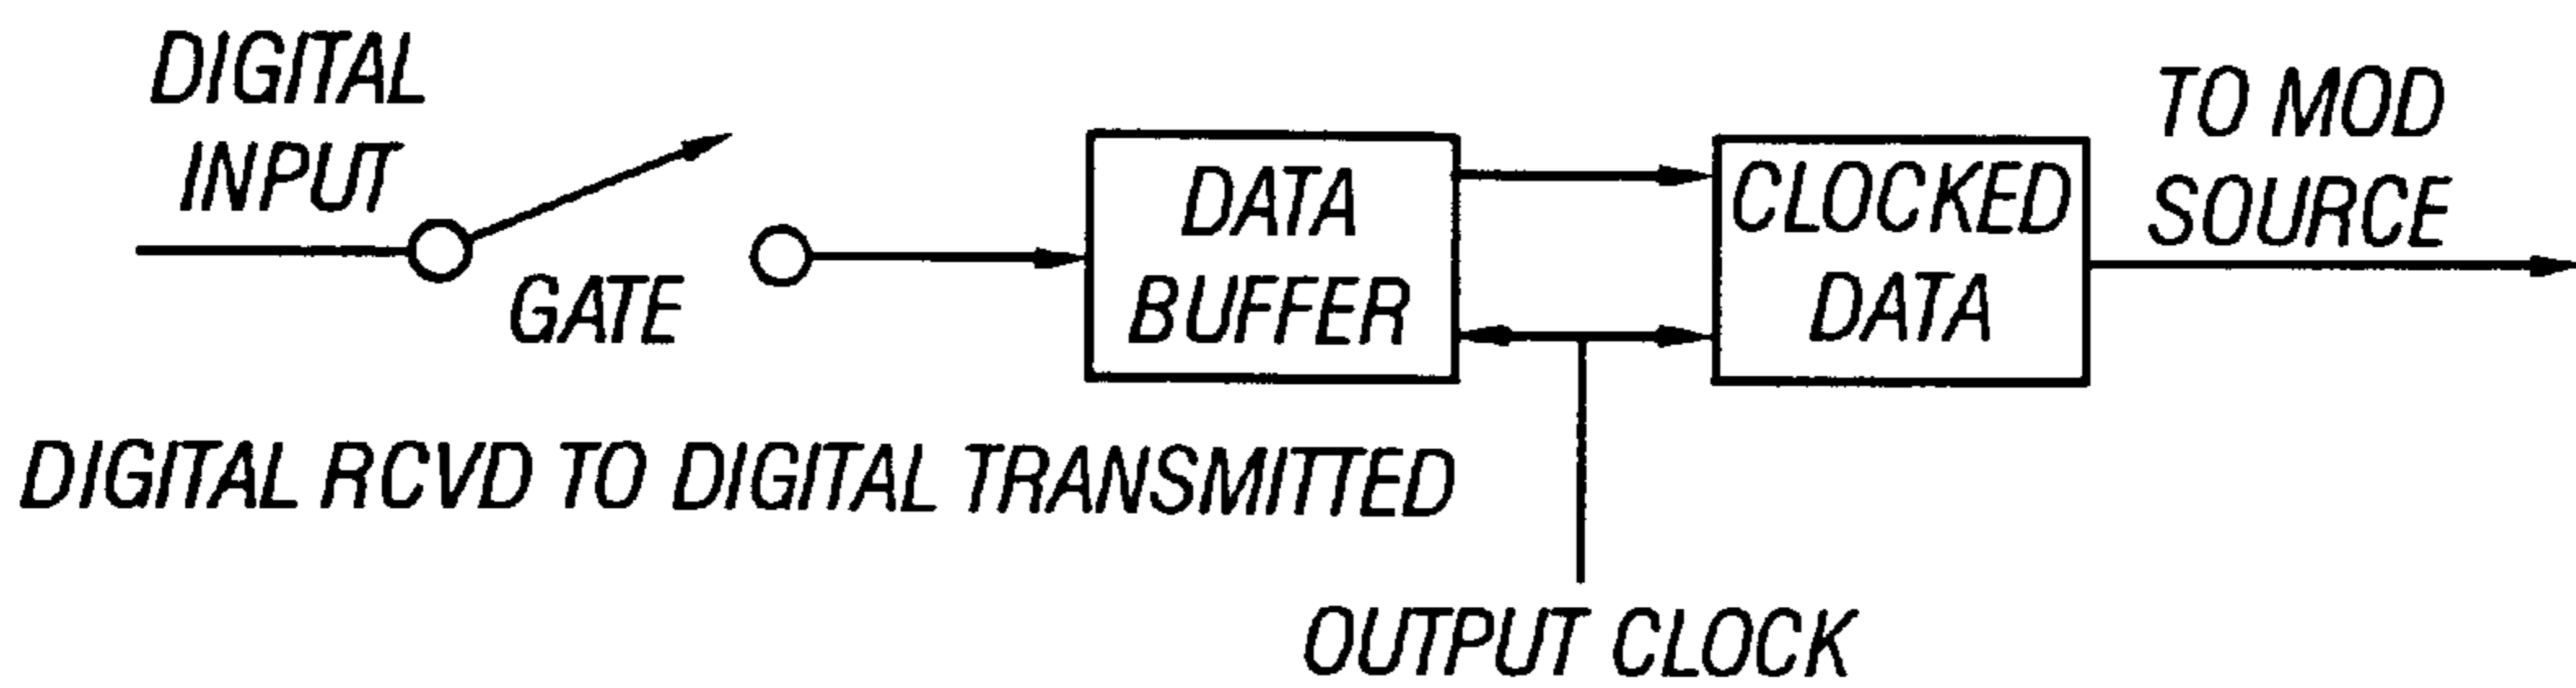 DIGITAL
INPUT
GATE
DATA
BUFFER
CLOCKED
DATA
TO MOD
SOURCE
DIGITAL RCVD TO DIGITAL TRANSMITTED
OUTPUT CLOCK